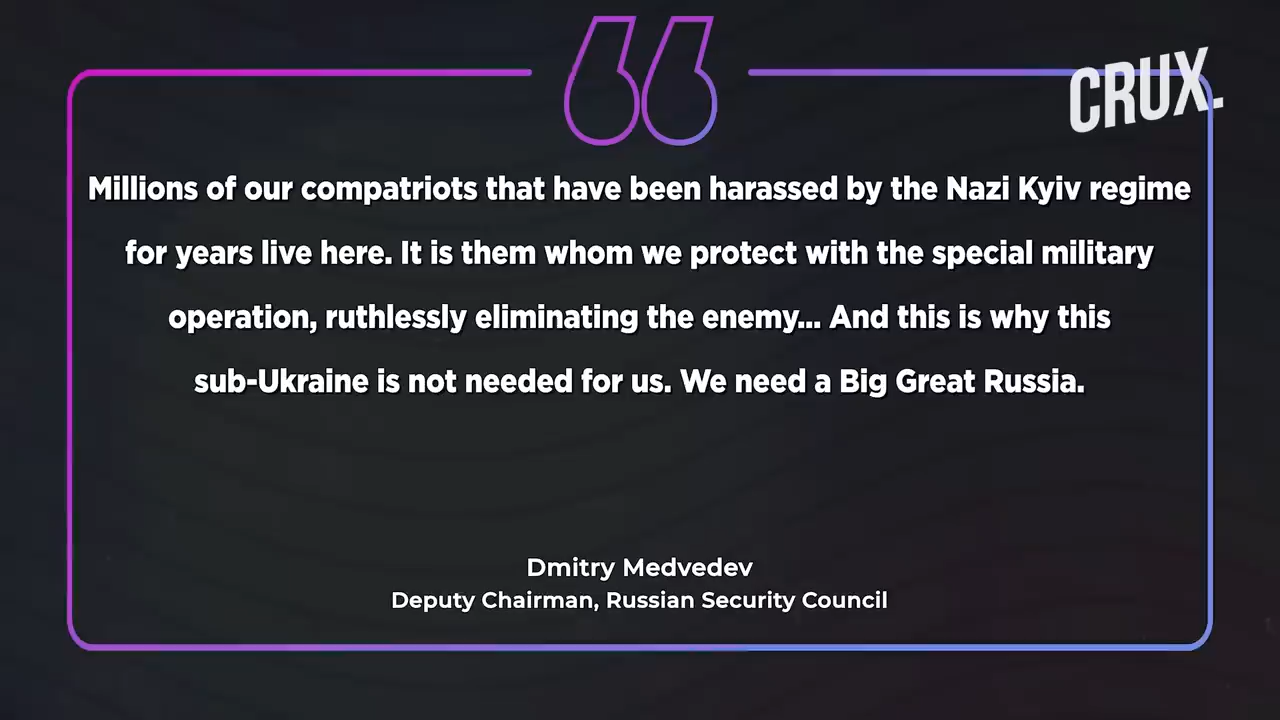 CRUX.
Millions of our compatriots that have been harassed by the Nazi Kyiv regime
for years live here. It is them whom we protect with the special military
operation, ruthlessly eliminating the enemy... And this is why this
sub-Ukraine is not needed for us. We need a Big Great Russia.
Dmitry Medvedev
Deputy Chairman, Russian Security Council